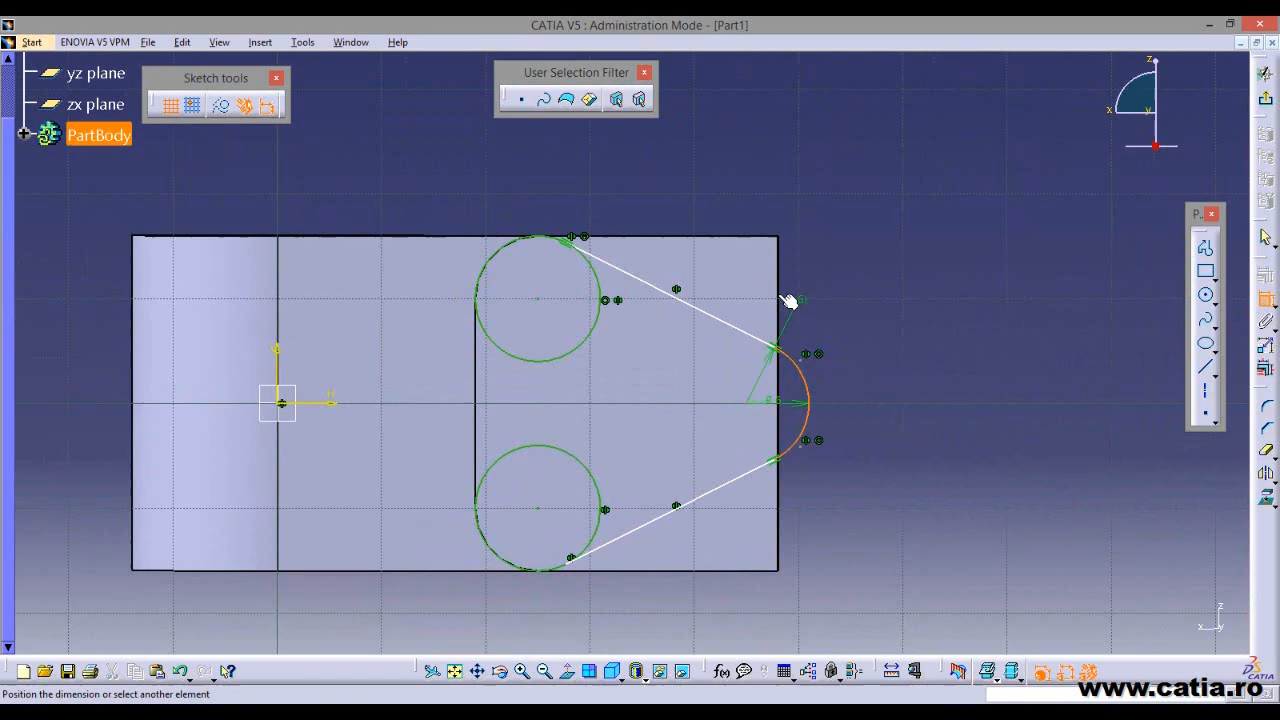 CATIA V5 : Administration Mode - [Part1]
Start ENOVIA V5 VPM File Edit View Insert Tools Window Help
yz plane
zx plane
PartBody
Sketch tools
User Selection Filter
P..
z
x
y
H
z
x
y
f(x)
Position the dimension or select another element
CATIA
www.catia.ro